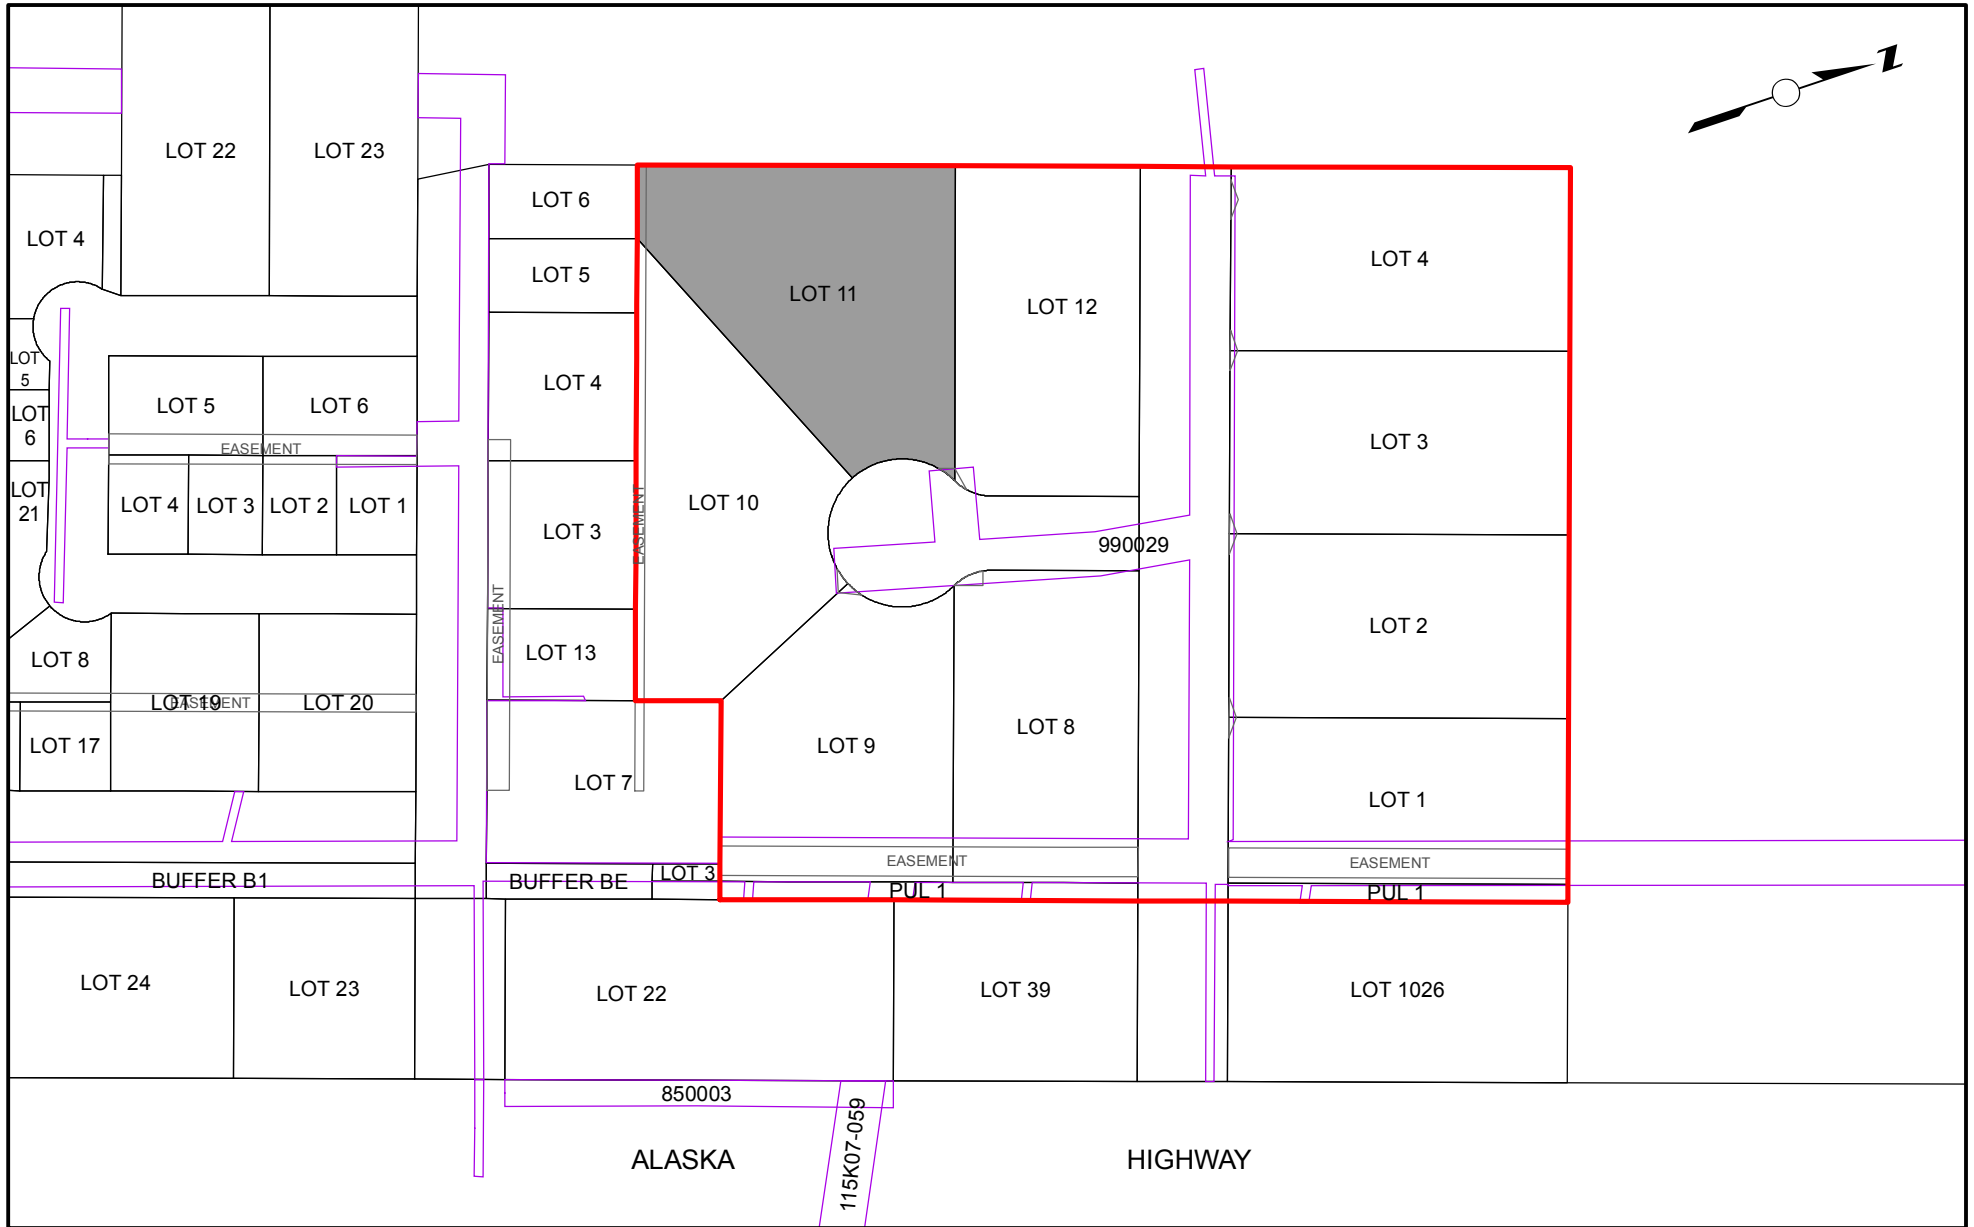 N
LOT 22
LOT 23
LOT 6
LOT 4
LOT 4
LOT 5
LOT 11
LOT 12
LOT
5
LOT 4
LOT 5
LOT 6
LOT
6
LOT 3
EASEMENT
LOT
21
LOT 4
LOT 3
LOT 2
LOT 1
LOT 10
LOT 3
EASEMENT
990029
EASEMENT
LOT 2
LOT 8
LOT 13
LOT 19
EASEMENT
LOT 20
LOT 17
LOT 9
LOT 8
LOT 7
LOT 1
EASEMENT
EASEMENT
BUFFER B1
BUFFER BE
LOT 3
PUL 1
PUL 1
LOT 24
LOT 23
LOT 22
LOT 39
LOT 1026
850003
115K07-059
ALASKA
HIGHWAY